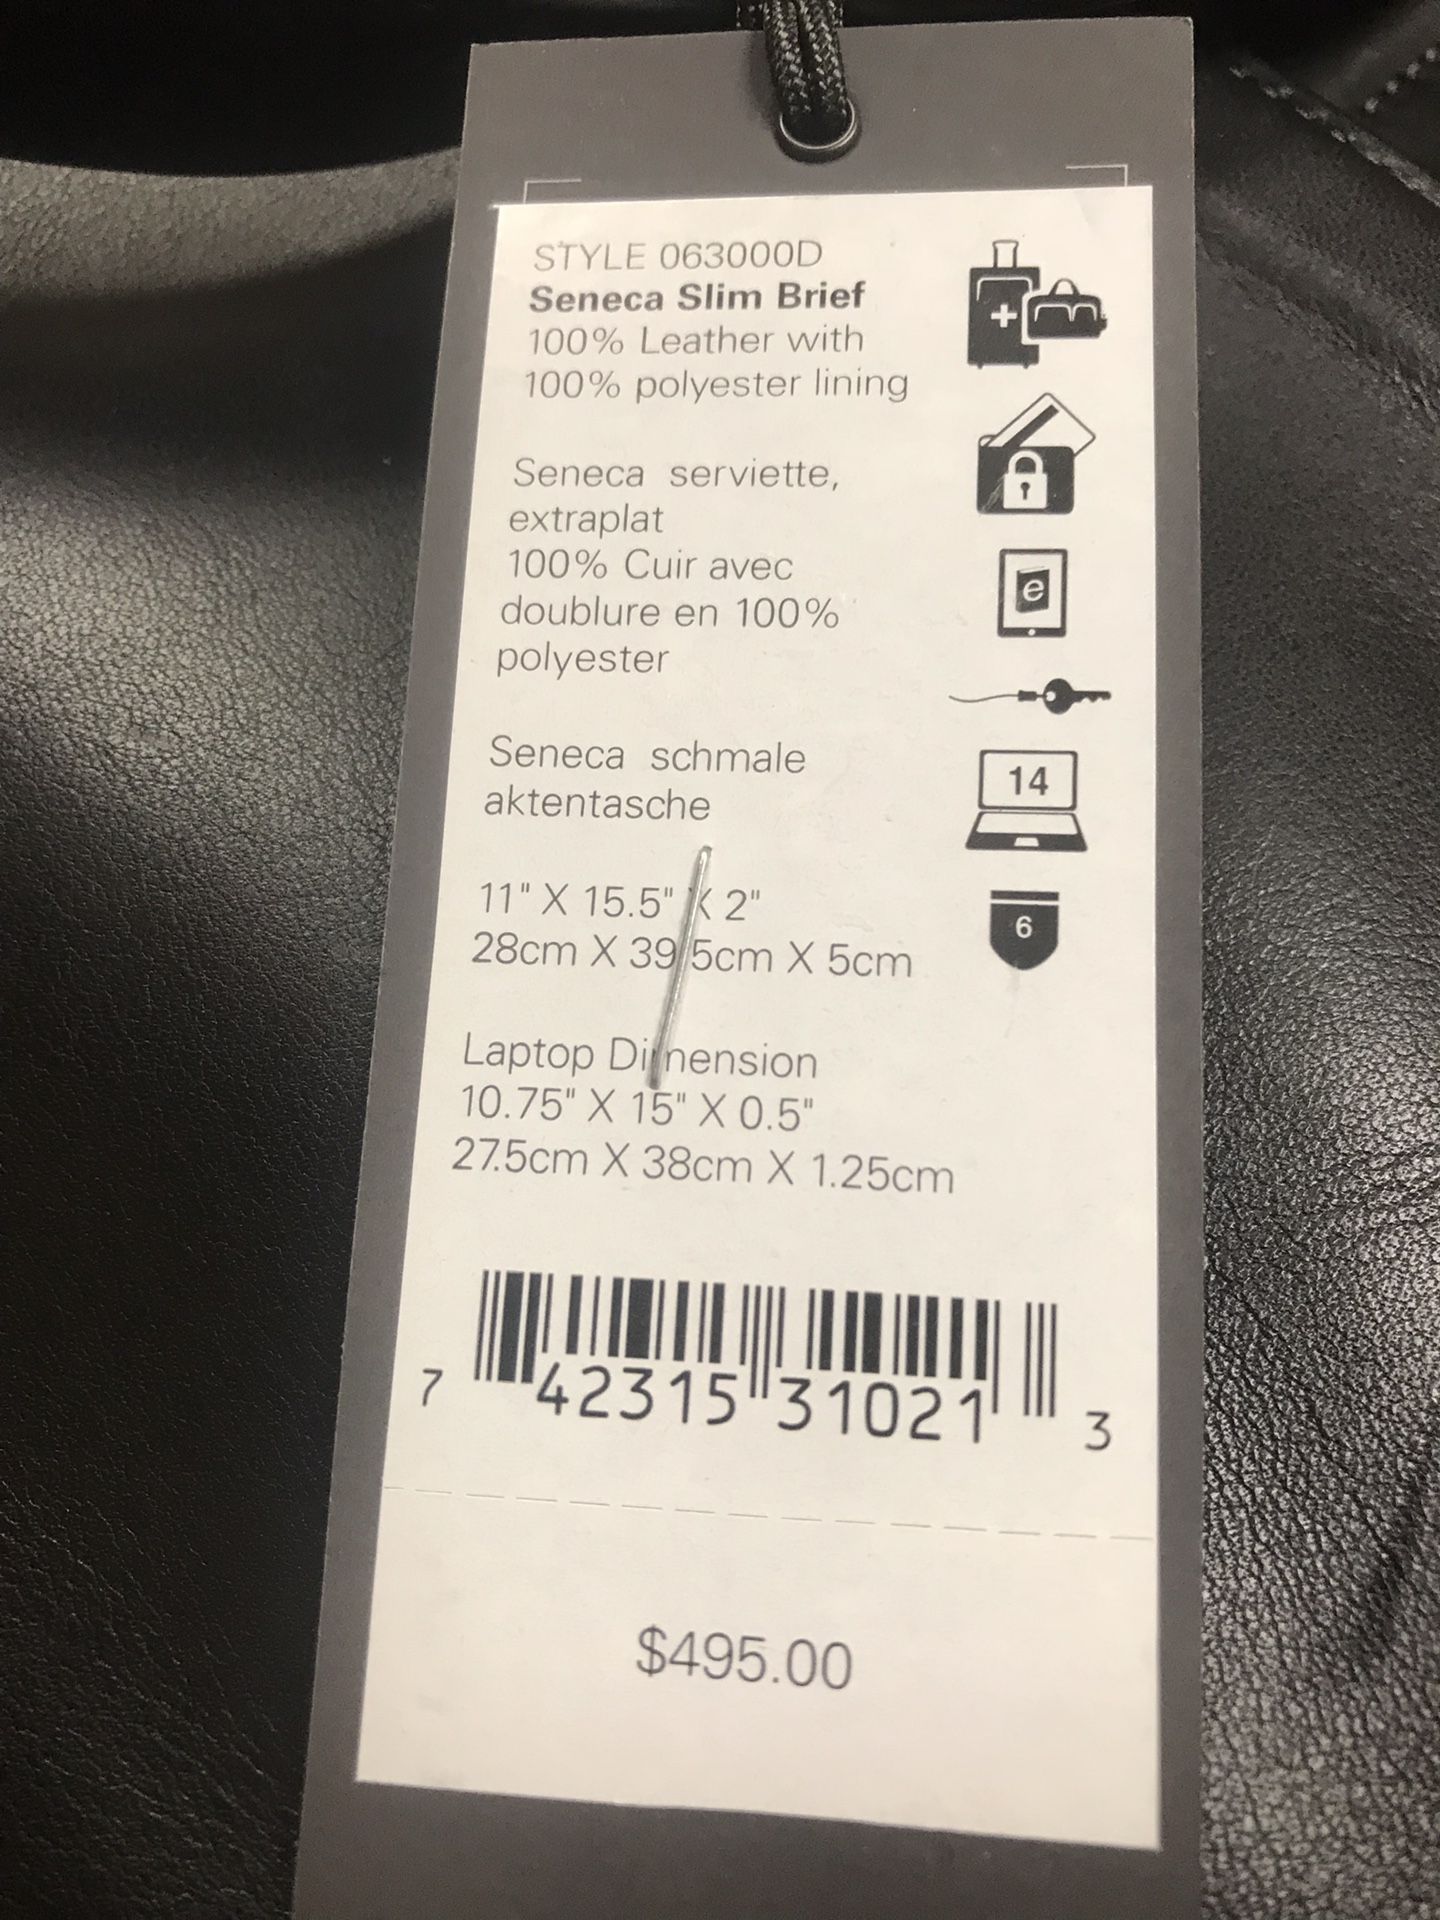 STYLE 063000D
Seneca Slim Brief
100% Leather with
100% polyester lining
Seneca serviette,
extraplat
100% Cuir avec
doublure en 100%
polyester
Seneca schmale
aktentasche
11" X 15.5" X 2"
28cm X 39.5cm X 5cm
Laptop Dimension
10.75" X 15" X 0.5"
27.5cm X 38cm X 1.25cm
e
14
6
7 42315 31021 3
$495.00